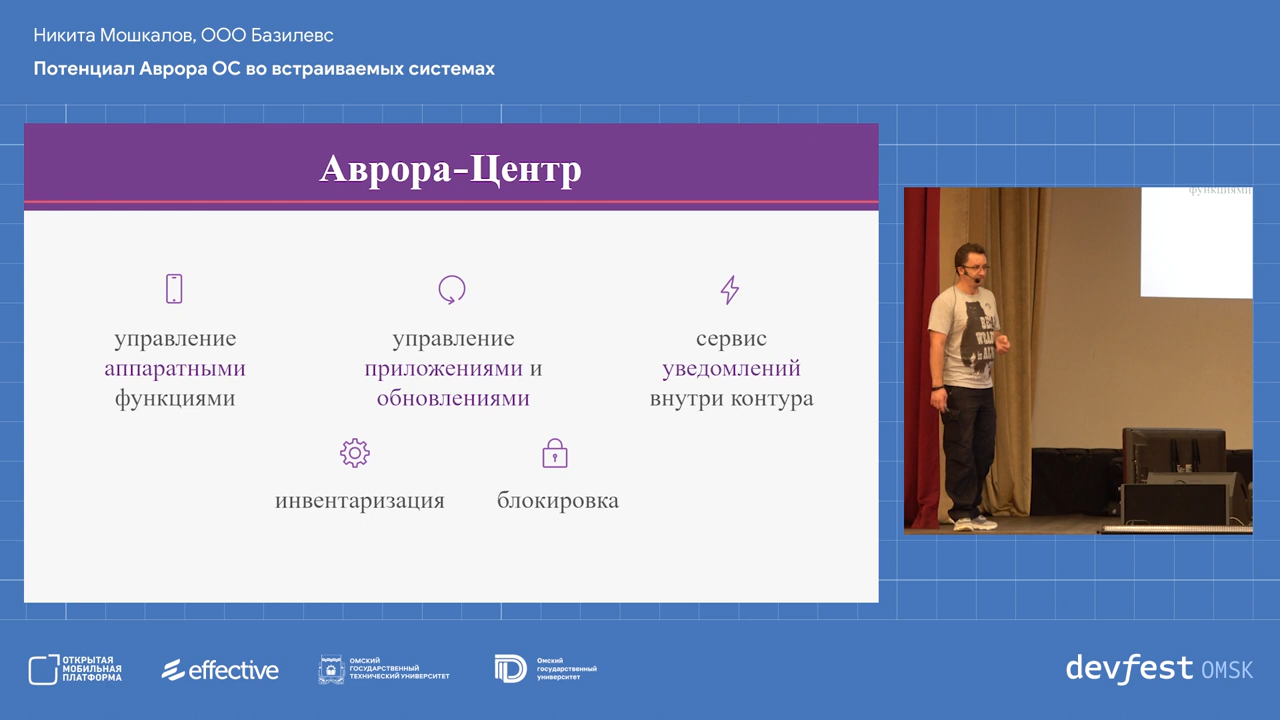 Никита Мошкалов, ООО Базилевс
Потенциал Аврора ОС во встраиваемых системах
Аврора-Центр
управление
аппаратными
функциями
управление
приложениями и
обновлениями
сервис
уведомлений
внутри контура
инвентаризация
блокировка
функциями
ОТКРЫТАЯ
МОБИЛЬНАЯ
ПЛАТФОРМА
effective
ОМСКИЙ
ГОСУДАРСТВЕННЫЙ
ТЕХНИЧЕСКИЙ УНИВЕРСИТЕТ
Омский
государственный
университет
devfest OMSK